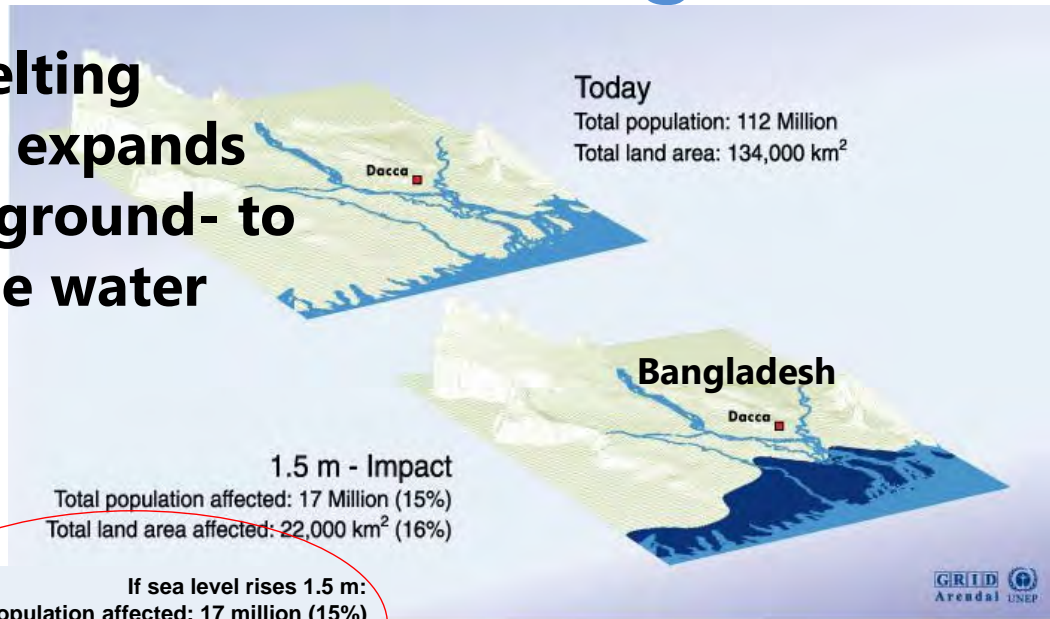 elting
expands
ground- to
e water
Today
Total population: 112 Million
Total land area: 134,000 km²
Dacca
Bangladesh
Dacca
1.5 m - Impact
Total population affected: 17 Million (15%)
Total land area affected: 22,000 km² (16%)
If sea level rises 1.5 m:
opulation affected: 17 million (15%)
GRID
Arendal UNEP